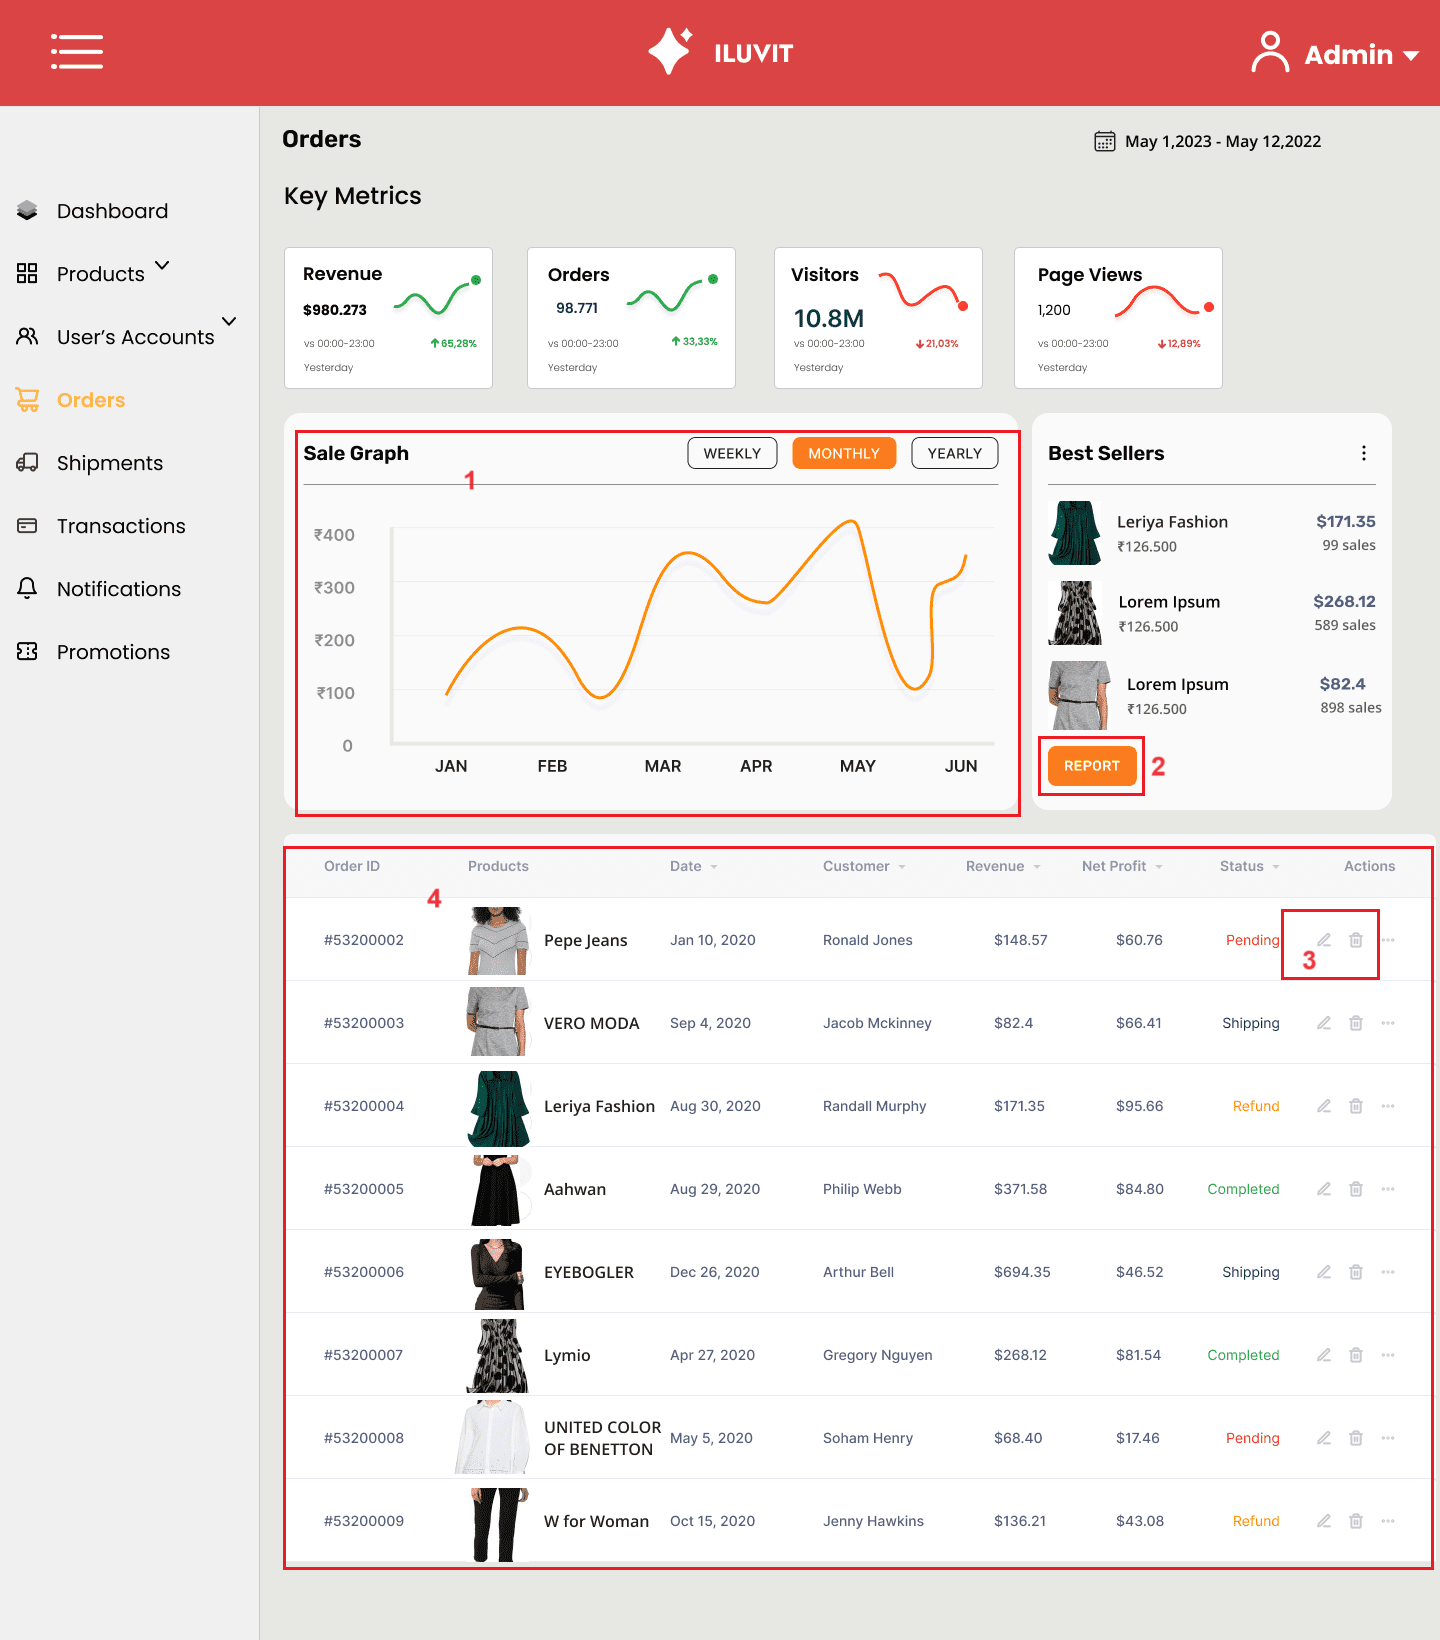 ILUVIT
Admin
Orders
May 1,2023 - May 12,2022
Key Metrics
Dashboard
Products
User’s Accounts
Orders
Shipments
Transactions
Notifications
Promotions
Revenue
$980.273
vs 00:00-23:00
65,28%
Yesterday
Orders
98.771
vs 00:00-23:00
33,33%
Yesterday
Visitors
10.8M
vs 00:00-23:00
21,03%
Yesterday
Page Views
1,200
vs 00:00-23:00
12,89%
Yesterday
Sale Graph
WEEKLY MONTHLY YEARLY
1
₹400
₹300
₹200
₹100
0
JAN FEB MAR APR MAY JUN
Best Sellers
Leriya Fashion $171.35
₹126.500 99 sales
Lorem Ipsum $268.12
₹126.500 589 sales
Lorem Ipsum $82.4
₹126.500 898 sales
REPORT 2
Order ID Products Date Customer Revenue Net Profit Status Actions
4
#53200002 Pepe Jeans Jan 10, 2020 Ronald Jones $148.57 $60.76 Pending
3
#53200003 VERO MODA Sep 4, 2020 Jacob Mckinney $82.4 $66.41 Shipping
#53200004 Leriya Fashion Aug 30, 2020 Randall Murphy $171.35 $95.66 Refund
#53200005 Aahwan Aug 29, 2020 Philip Webb $371.58 $84.80 Completed
#53200006 EYEBOGLER Dec 26, 2020 Arthur Bell $694.35 $46.52 Shipping
#53200007 Lymio Apr 27, 2020 Gregory Nguyen $268.12 $81.54 Completed
#53200008 UNITED COLOR
OF BENETTON May 5, 2020 Soham Henry $68.40 $17.46 Pending
#53200009 W for Woman Oct 15, 2020 Jenny Hawkins $136.21 $43.08 Refund